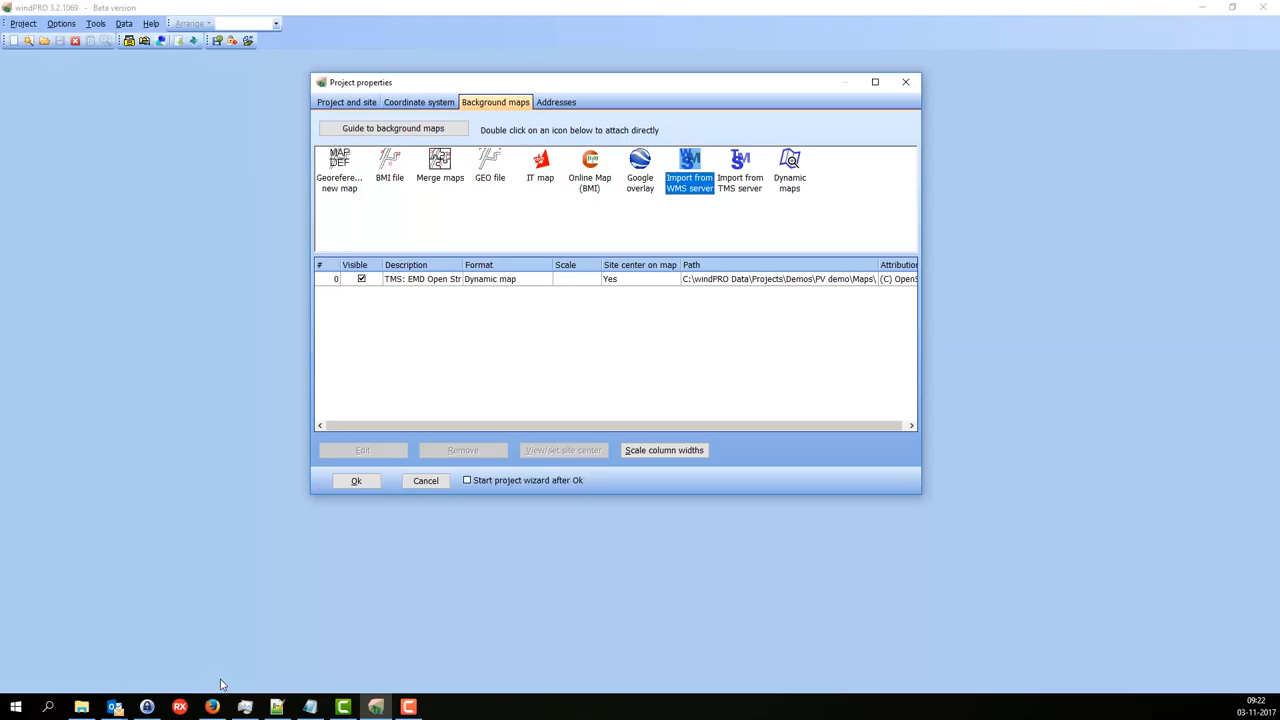 windPRO 3.2.1069 - Beta version
Project Options Tools Data Help Arrange
Project properties
Project and site Coordinate system Background maps Addresses
Guide to background maps Double click on an icon below to attach directly
MAP DEF
Georefere... new map
BMI file
Merge maps
GEO file
IT map
Online Map (BMI)
Google overlay
Import from WMS server
Import from TMS server
Dynamic maps
# Visible Description Format Scale Site center on map Path Attribution
0 TMS: EMD Open Str Dynamic map Yes C:\windPRO Data\Projects\Demos\PV demo\Maps\ (C) OpenS
Edit Remove View/set site center Scale column widths
Ok Cancel Start project wizard after Ok
RX
09:22
03-11-2017